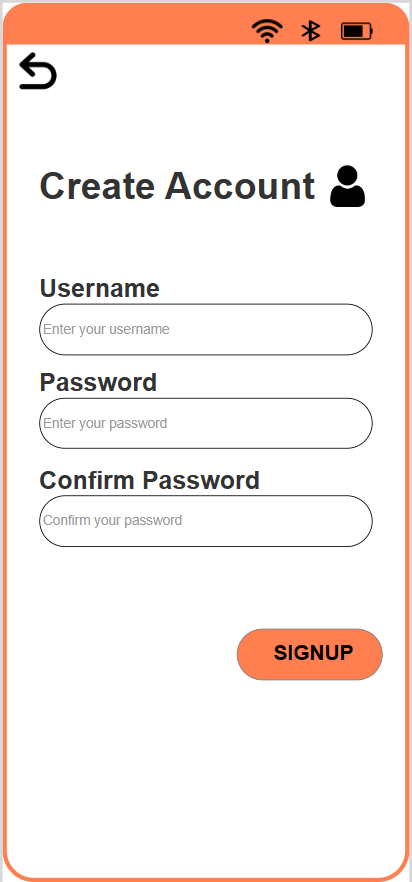 Create Account
Username
Enter your username
Password
Enter your password
Confirm Password
Confirm your password
SIGNUP